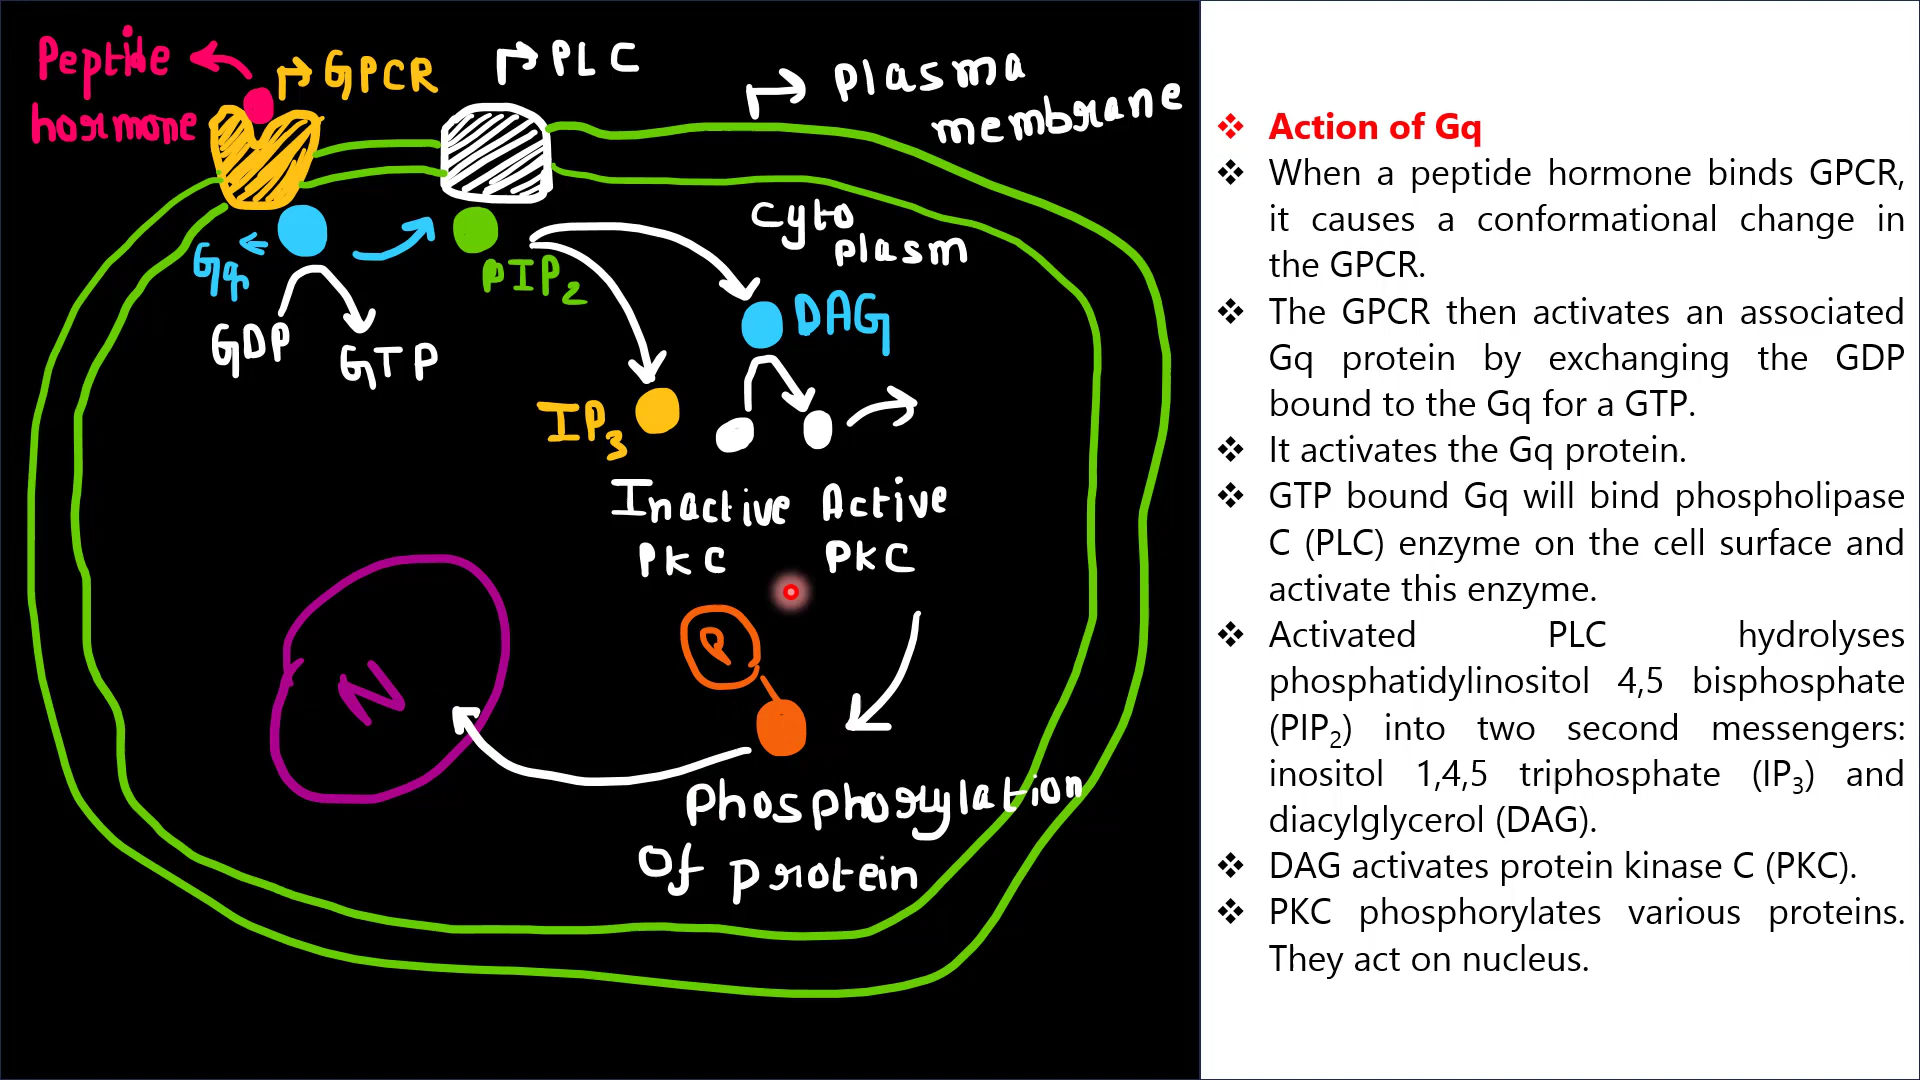 Peptide
hormone
GPCR
PLC
Plasma
membrane
Cyto
plasm
Gq
PIP2
GDP
GTP
DAG
IP3
Inactive Active
PKC PKC
P
N
Phosphorylation
of protein
❖ Action of Gq
❖ When a peptide hormone binds GPCR,
it causes a conformational change in
the GPCR.
❖ The GPCR then activates an associated
Gq protein by exchanging the GDP
bound to the Gq for a GTP.
❖ It activates the Gq protein.
❖ GTP bound Gq will bind phospholipase
C (PLC) enzyme on the cell surface and
activate this enzyme.
❖ Activated PLC hydrolyses
phosphatidylinositol 4,5 bisphosphate
(PIP2) into two second messengers:
inositol 1,4,5 triphosphate (IP3) and
diacylglycerol (DAG).
❖ DAG activates protein kinase C (PKC).
❖ PKC phosphorylates various proteins.
They act on nucleus.